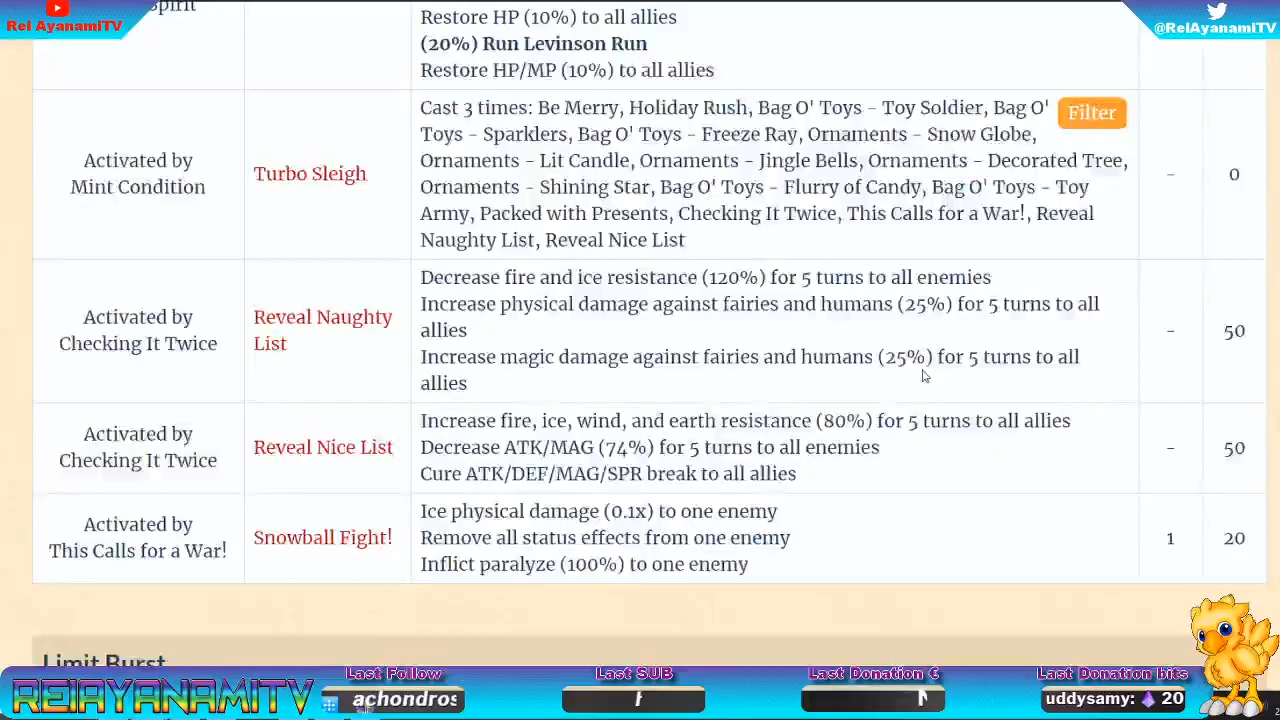 Rei AyanamiTV
@ReiAyanamiTV
Restore HP (10%) to all allies
(20%) Run Levinson Run
Restore HP/MP (10%) to all allies
Activated by
Mint Condition
Turbo Sleigh
Cast 3 times: Be Merry, Holiday Rush, Bag O' Toys - Toy Soldier, Bag O'
Toys - Sparklers, Bag O' Toys - Freeze Ray, Ornaments - Snow Globe,
Ornaments - Lit Candle, Ornaments - Jingle Bells, Ornaments - Decorated Tree,
Ornaments - Shining Star, Bag O' Toys - Flurry of Candy, Bag O' Toys - Toy
Army, Packed with Presents, Checking It Twice, This Calls for a War!, Reveal
Naughty List, Reveal Nice List
Filter
-
0
Activated by
Checking It Twice
Reveal Naughty
List
Decrease fire and ice resistance (120%) for 5 turns to all enemies
Increase physical damage against fairies and humans (25%) for 5 turns to all
allies
Increase magic damage against fairies and humans (25%) for 5 turns to all
allies
-
50
Activated by
Checking It Twice
Reveal Nice List
Increase fire, ice, wind, and earth resistance (80%) for 5 turns to all allies
Decrease ATK/MAG (74%) for 5 turns to all enemies
Cure ATK/DEF/MAG/SPR break to all allies
-
50
Activated by
This Calls for a War!
Snowball Fight!
Ice physical damage (0.1x) to one enemy
Remove all status effects from one enemy
Inflict paralyze (100%) to one enemy
1
20
Limit Burst
REIAYANAMITV
Last Follow
achondros
Last SUB
Last Donation €
Last Donation bits
uddysamy: 20